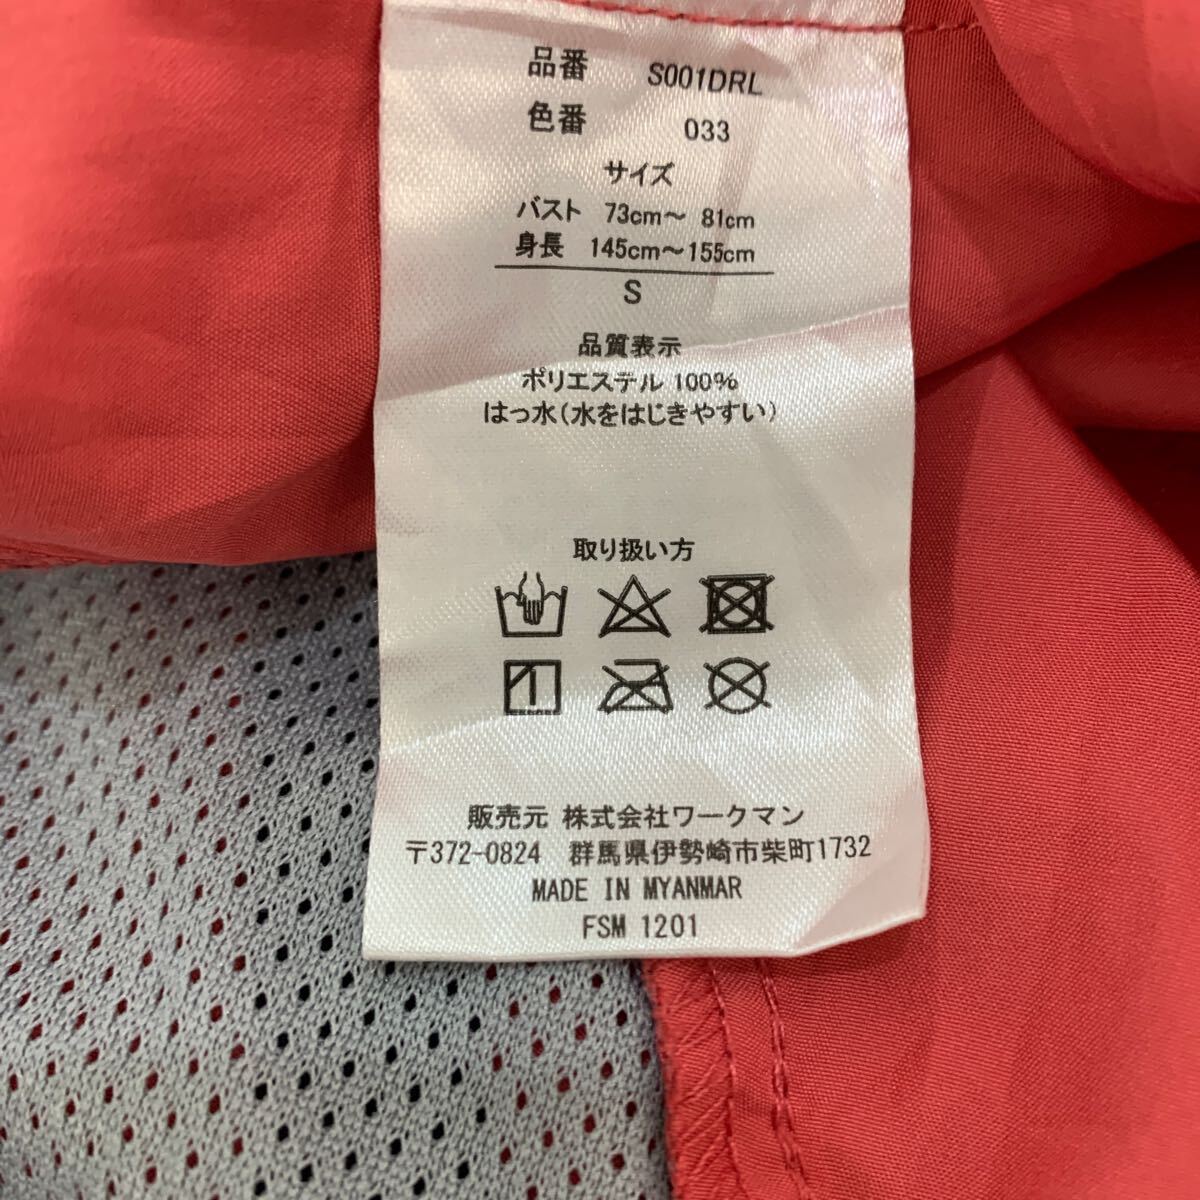 品番 S001DRL
色番 033
サイズ
バスト 73cm～ 81cm
身長 145cm～155cm
S
品質表示
ポリエステル 100%
はっ水(水をはじきやすい)
取り扱い方
販売元 株式会社ワークマン
〒372-0824 群馬県伊勢崎市柴町1732
MADE IN MYANMAR
FSM 1201